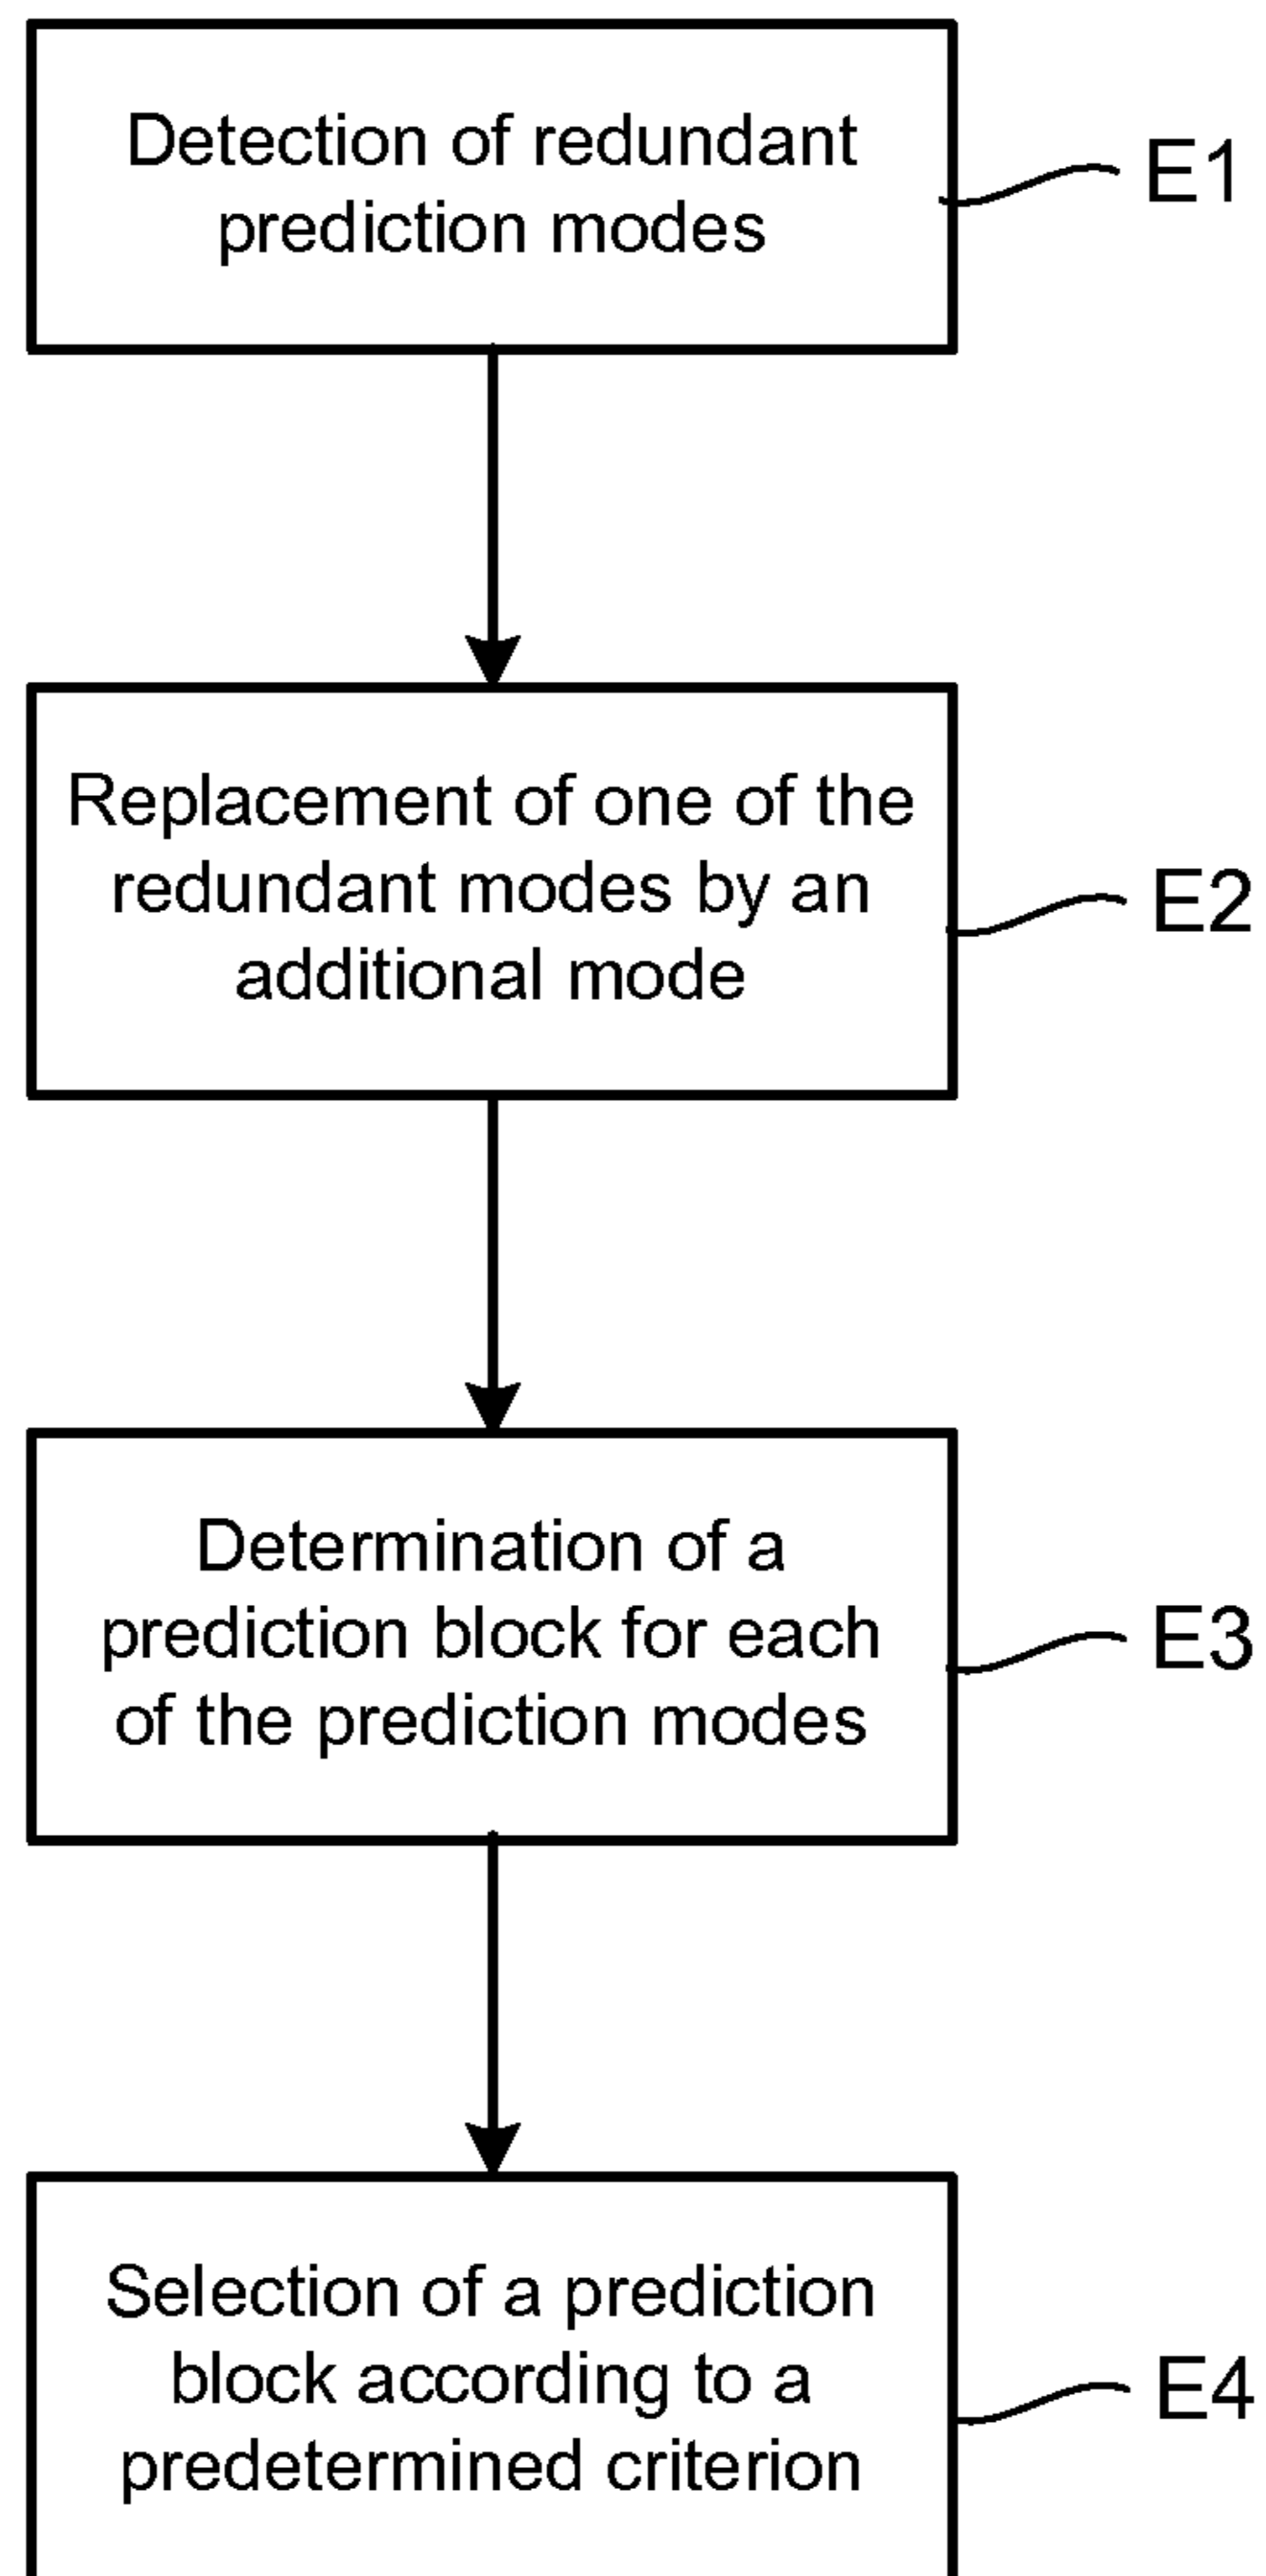 Detection of redundant
prediction modes
E1
Replacement of one of the
redundant modes by an
additional mode
E2
Determination of a
prediction block for each
of the prediction modes
E3
Selection of a prediction
block according to a
predetermined criterion
E4